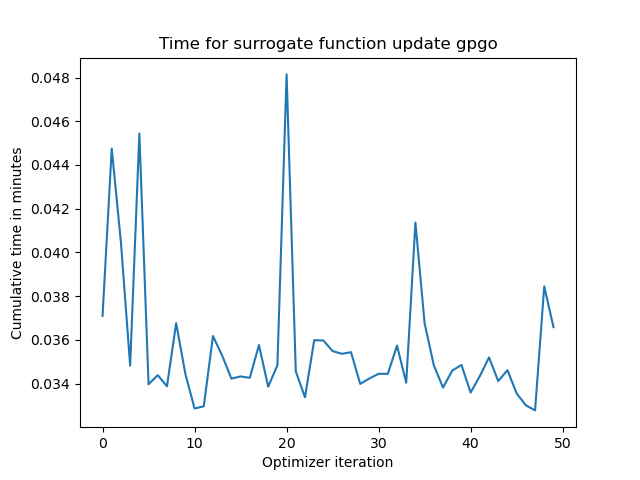 Time for surrogate function update gpgo
Cumulative time in minutes
0.048
0.046
0.044
0.042
0.040
0.038
0.036
0.034
0 10 20 30 40 50
Optimizer iteration